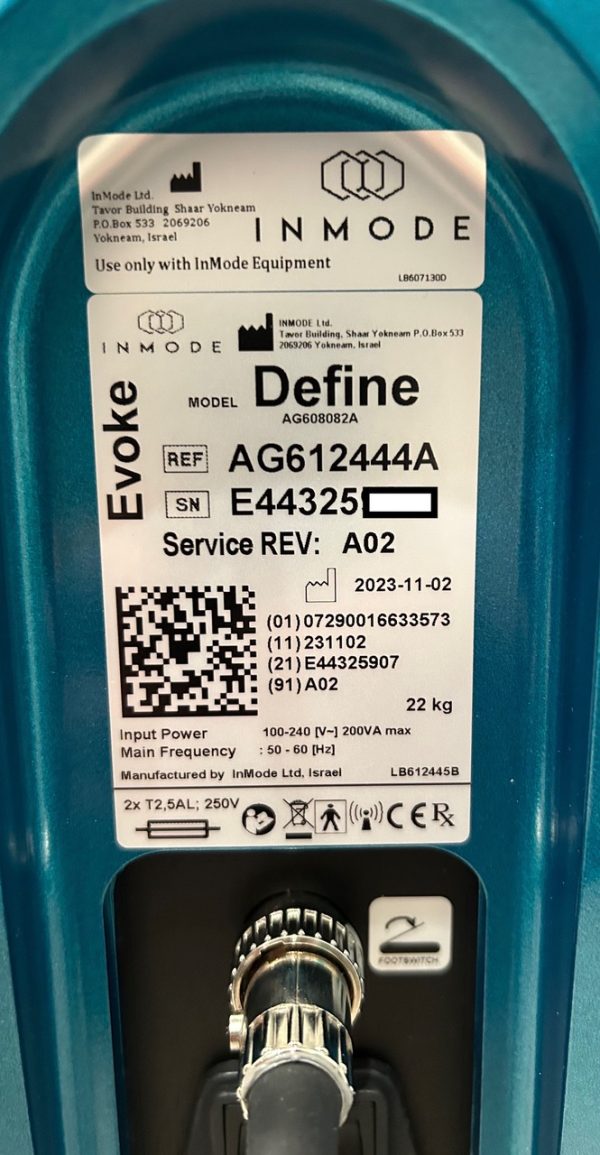 InMode Ltd.
Tavor Building Shaar Yokneam
P.O.Box 533 2069206
Yokneam, Israel
INMODE
Use only with InMode Equipment
LB607130D
INMODE
INMODE Ltd.
Tavor Building, Shaar Yokneam P.O.Box 533
2069206 Yokneam, Israel
Evoke
MODEL Define
AG608082A
REF AG612444A
SN E44325
Service REV: A02
2023-11-02
(01)07290016633573
(11)231102
(21)E44325907
(91)A02
22 kg
Input Power 100-240 [V~] 200VA max
Main Frequency : 50 - 60 [Hz]
Manufactured by InMode Ltd, Israel LB612445B
2x T2,5AL; 250V
CE Rx
FOOTSWITCH